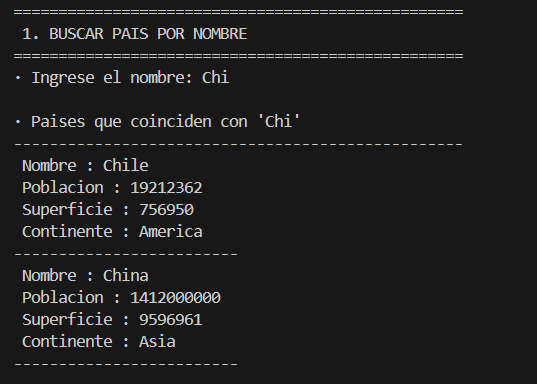 ==================================================
1. BUSCAR PAIS POR NOMBRE
==================================================
· Ingrese el nombre: Chi
· Paises que coinciden con 'Chi'
--------------------------------------------------
Nombre : Chile
Poblacion : 19212362
Superficie : 756950
Continente : America
-------------------------
Nombre : China
Poblacion : 1412000000
Superficie : 9596961
Continente : Asia
-------------------------